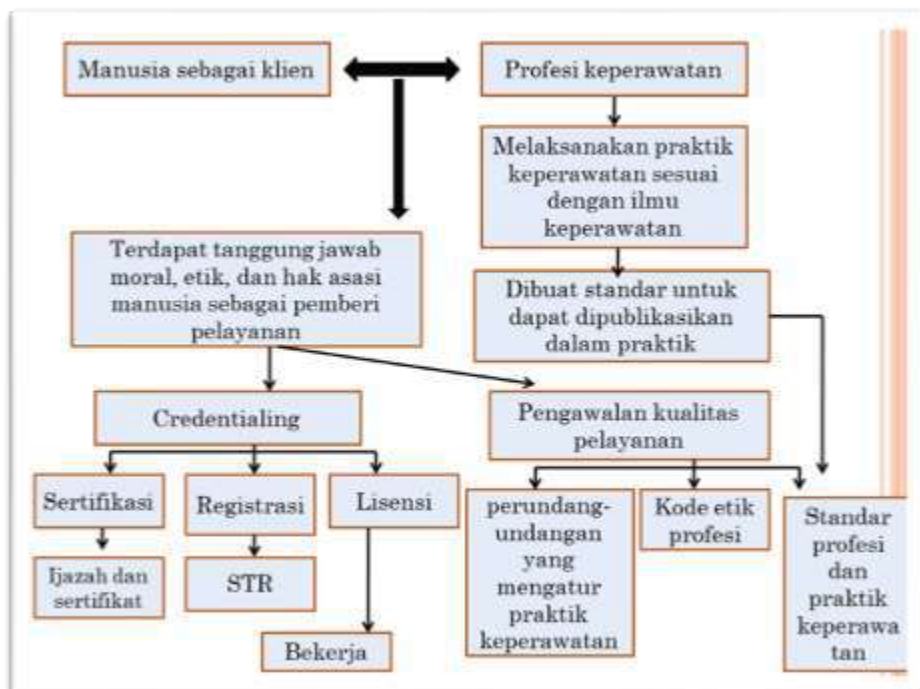 Manusia sebagai klien
Profesi keperawatan
Melaksanakan praktik
keperawatan sesuai
dengan ilmu
keperawatan
Terdapat tanggung jawab
moral, etik, dan hak asasi
manusia sebagai pemberi
pelayanan
Dibuat standar untuk
dapat dipublikasikan
dalam praktik
Credentialing
Pengawalan kualitas
pelayanan
Sertifikasi
Registrasi
Lisensi
perundang-
undangan
yang
mengatur
praktik
keperawatan
Kode etik
profesi
Standar
profesi
dan
praktik
keperawa
tan
Ijazah dan
sertifikat
STR
Bekerja